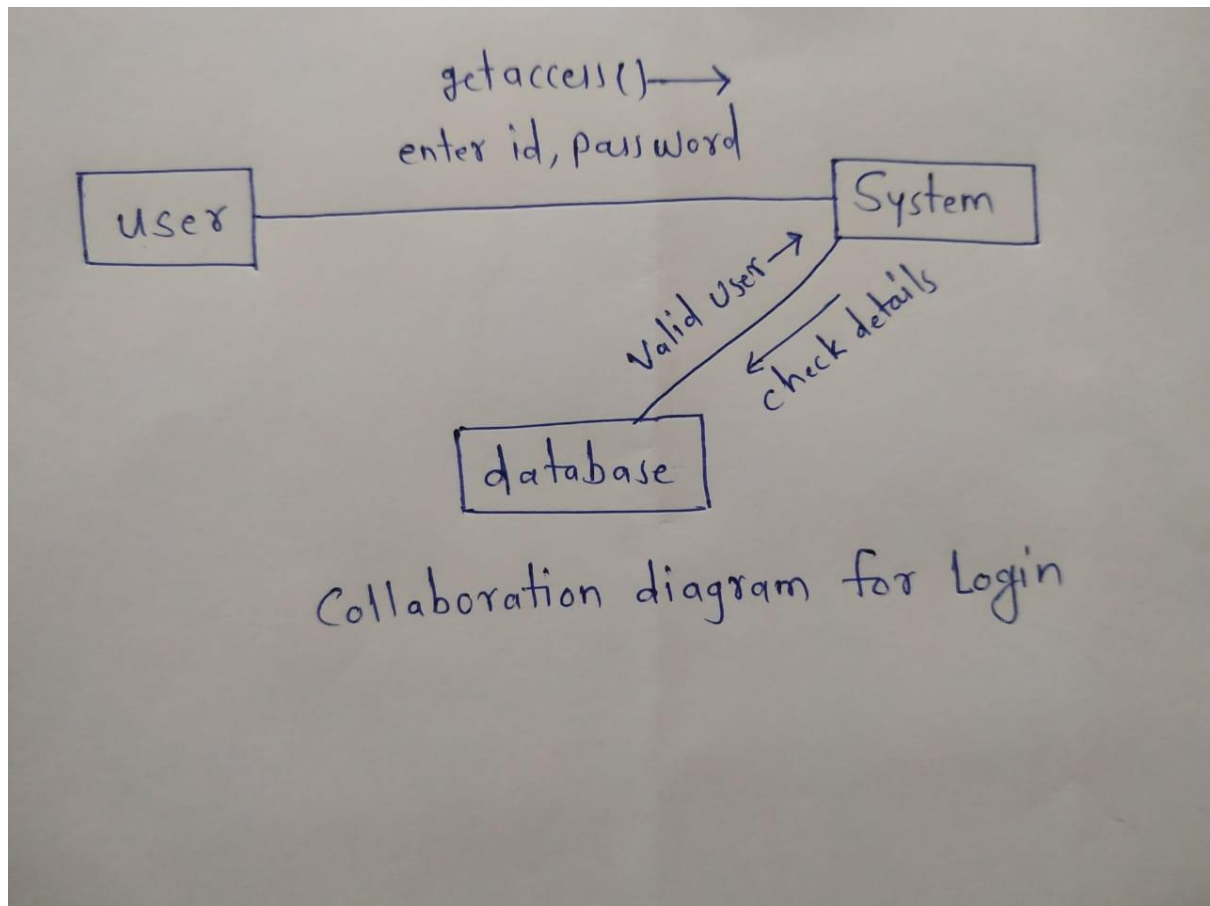 getaccess() →
enter id, password
user
System
Valid User →
check details
database
Collaboration diagram for Login